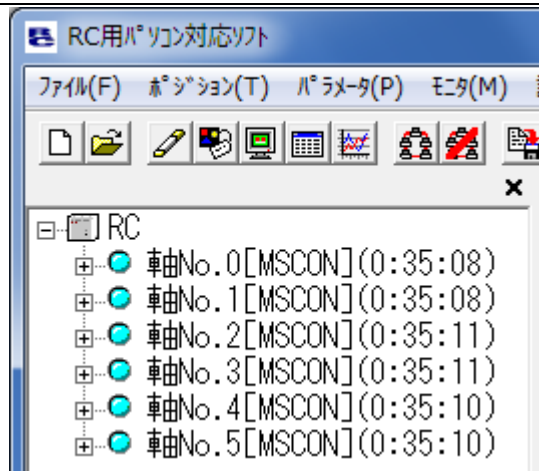 RC用ﾊﾟｿｺﾝ対応ｿﾌﾄ
ﾌｧｲﾙ(F) ﾎﾟｼﾞｼｮﾝ(T) ﾊﾟﾗﾒｰﾀ(P) ﾓﾆﾀ(M)
RC
軸No.0[MSCON](0:35:08)
軸No.1[MSCON](0:35:08)
軸No.2[MSCON](0:35:11)
軸No.3[MSCON](0:35:11)
軸No.4[MSCON](0:35:10)
軸No.5[MSCON](0:35:10)